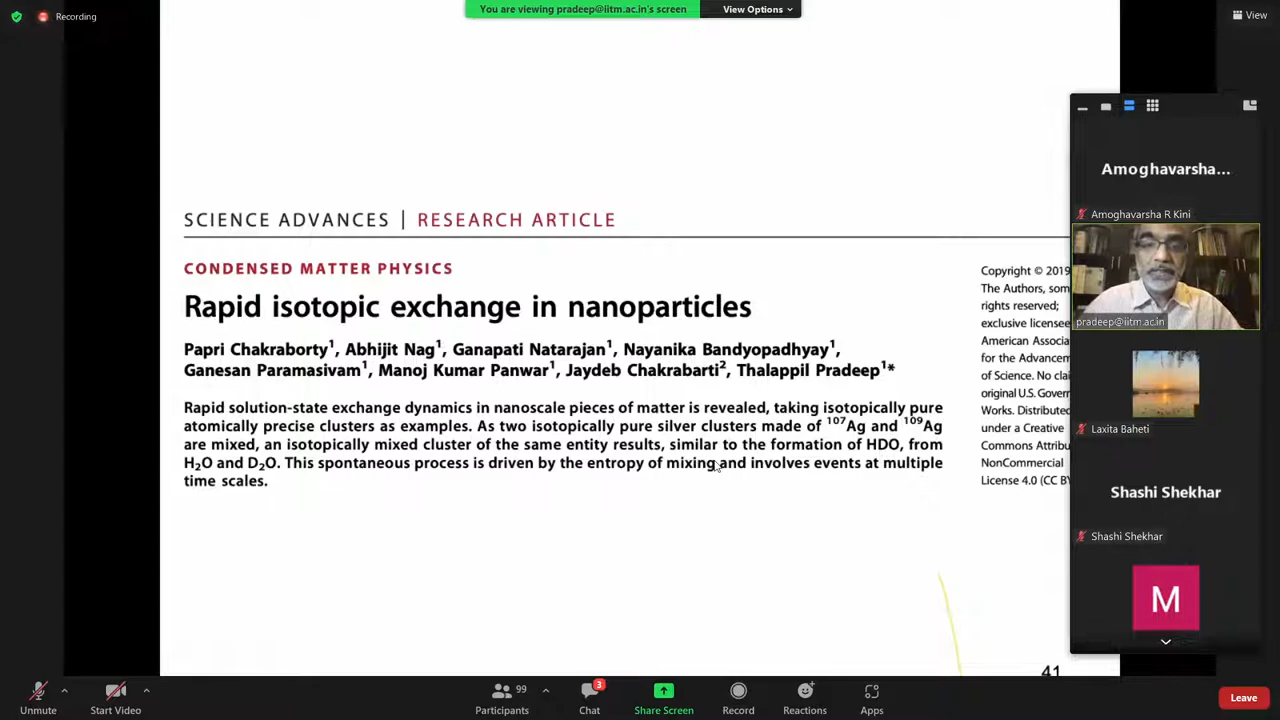 Recording
You are viewing pradeep@iitm.ac.in's screen
View Options
View
SCIENCE ADVANCES | RESEARCH ARTICLE
CONDENSED MATTER PHYSICS
Rapid isotopic exchange in nanoparticles
Papri Chakraborty¹, Abhijit Nag¹, Ganapati Natarajan¹, Nayanika Bandyopadhyay¹,
Ganesan Paramasivam¹, Manoj Kumar Panwar¹, Jaydeb Chakrabarti², Thalappil Pradeep¹*
Rapid solution-state exchange dynamics in nanoscale pieces of matter is revealed, taking isotopically pure
atomically precise clusters as examples. As two isotopically pure silver clusters made of ¹⁰⁷Ag and ¹⁰⁹Ag
are mixed, an isotopically mixed cluster of the same entity results, similar to the formation of HDO, from
H₂O and D₂O. This spontaneous process is driven by the entropy of mixing and involves events at multiple
time scales.
Copyright © 2019
The Authors, som
rights reserved;
exclusive licensee
American Associa
for the Advancem
of Science. No clai
original U.S. Gover
Works. Distributed
under a Creative
Commons Attribu
NonCommercial
License 4.0 (CC BY
41
Amoghavarsha...
Amoghavarsha R Kini
pradeep@iitm.ac.in
Laxita Baheti
Shashi Shekhar
Shashi Shekhar
M
Unmute
Start Video
99
Participants
3
Chat
Share Screen
Record
Reactions
Apps
Leave